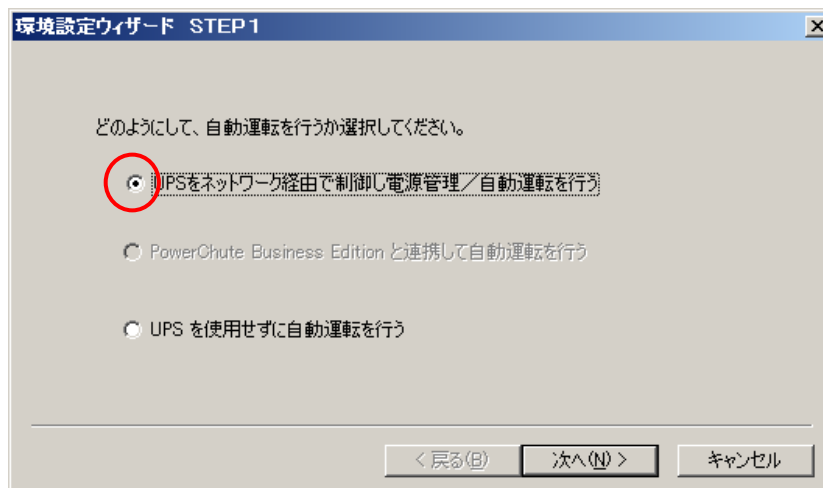 環境設定ウィザード STEP1
どのようにして、自動運転を行うか選択してください。
UPSをネットワーク経由で制御し電源管理／自動運転を行う
PowerChute Business Edition と連携して自動運転を行う
UPS を使用せずに自動運転を行う
< 戻る(B)
次へ(N) >
キャンセル